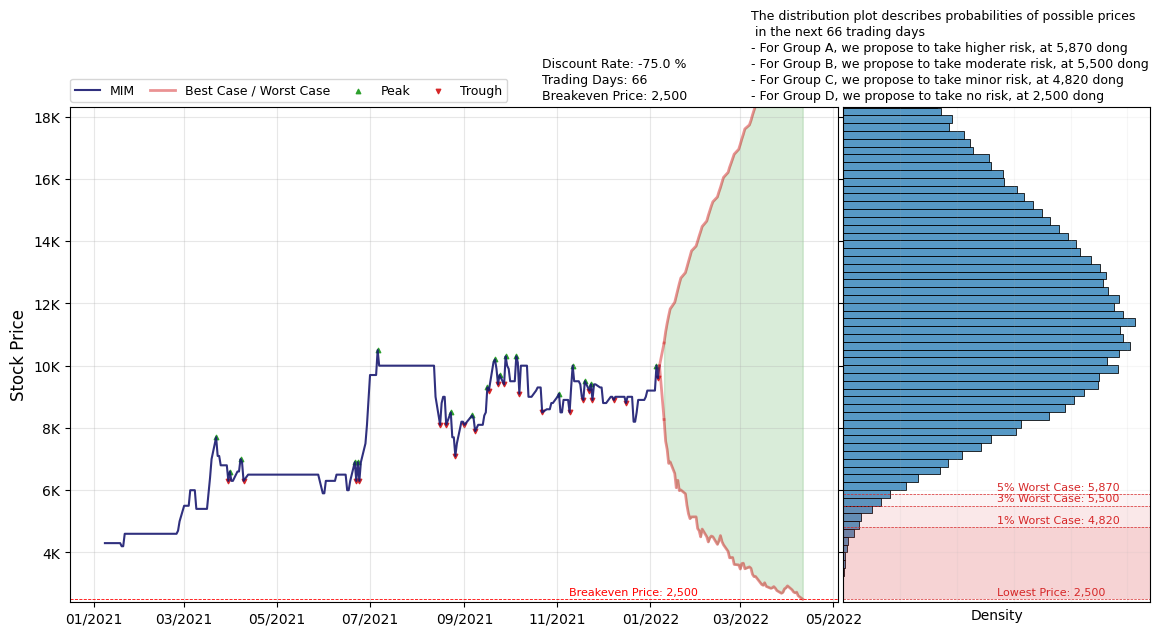 The distribution plot describes probabilities of possible prices
in the next 66 trading days
- For Group A, we propose to take higher risk, at 5,870 dong
- For Group B, we propose to take moderate risk, at 5,500 dong
- For Group C, we propose to take minor risk, at 4,820 dong
- For Group D, we propose to take no risk, at 2,500 dong
Discount Rate: -75.0 %
Trading Days: 66
Breakeven Price: 2,500
MIM
Best Case / Worst Case
Peak
Trough
Stock Price
18K
16K
14K
12K
10K
8K
6K
4K
5% Worst Case: 5,870
3% Worst Case: 5,500
1% Worst Case: 4,820
Breakeven Price: 2,500
Lowest Price: 2,500
01/2021
03/2021
05/2021
07/2021
09/2021
11/2021
01/2022
03/2022
05/2022
Density